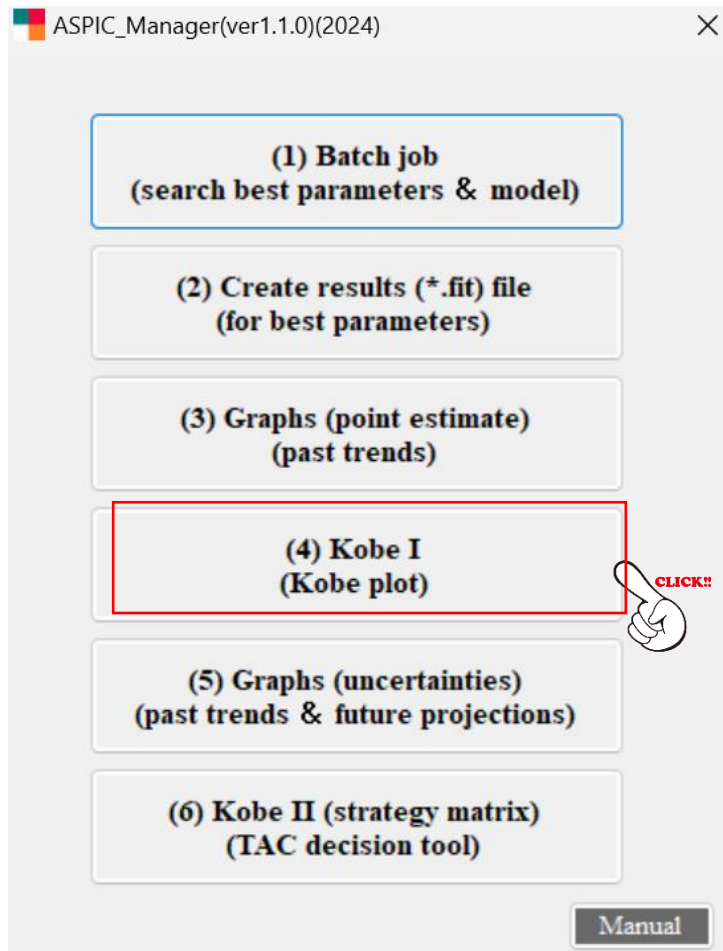 ASPIC_Manager(ver1.1.0)(2024)
(1) Batch job
(search best parameters & model)
(2) Create results (*.fit) file
(for best parameters)
(3) Graphs (point estimate)
(past trends)
(4) Kobe I
(Kobe plot)
CLICK!!
(5) Graphs (uncertainties)
(past trends & future projections)
(6) Kobe II (strategy matrix)
(TAC decision tool)
Manual